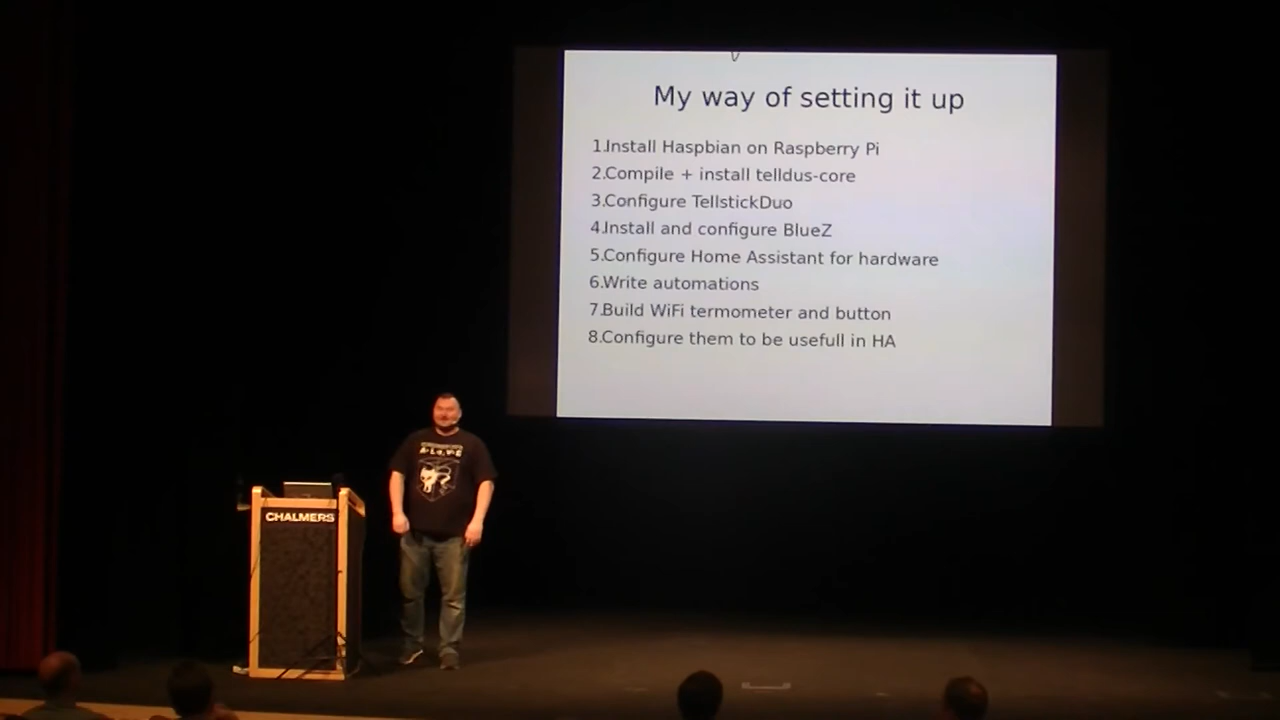 My way of setting it up
1.Install Haspbian on Raspberry Pi
2.Compile + install telldus-core
3.Configure TellstickDuo
4.Install and configure BlueZ
5.Configure Home Assistant for hardware
6.Write automations
7.Build WiFi termometer and button
8.Configure them to be usefull in HA
CHALMERS